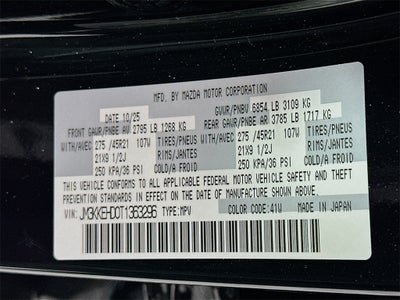 MFD. BY MAZDA MOTOR CORPORATION
DATE 10/25 GVWR/PNBV 6854 LB 3109 KG
FRONT GAWR/PNBE AV 2795 LB 1268 KG REAR GAWR/PNBE AR 3785 LB 1717 KG
WITH/AVEC 275 /45R21 107W TIRES/PNEUS WITH/AVEC 275 /45R21 107W TIRES/PNEUS
21X9 1/2J RIMS/JANTES 21X9 1/2J RIMS/JANTES
250 KPA/36 PSI COLD/A FROID 250 KPA/36 PSI COLD/A FROID
THIS VEHICLE CONFORMS TO ALL APPLICABLE FEDERAL MOTOR VEHICLE SAFETY AND THEFT
PREVENTION STANDARDS IN EFFECT ON THE DATE OF MANUFACTURE SHOWN ABOVE.
VIN: JM3KKEHD0T1363296 TYPE:MPV COLOR CODE:41W MADE IN JAPAN